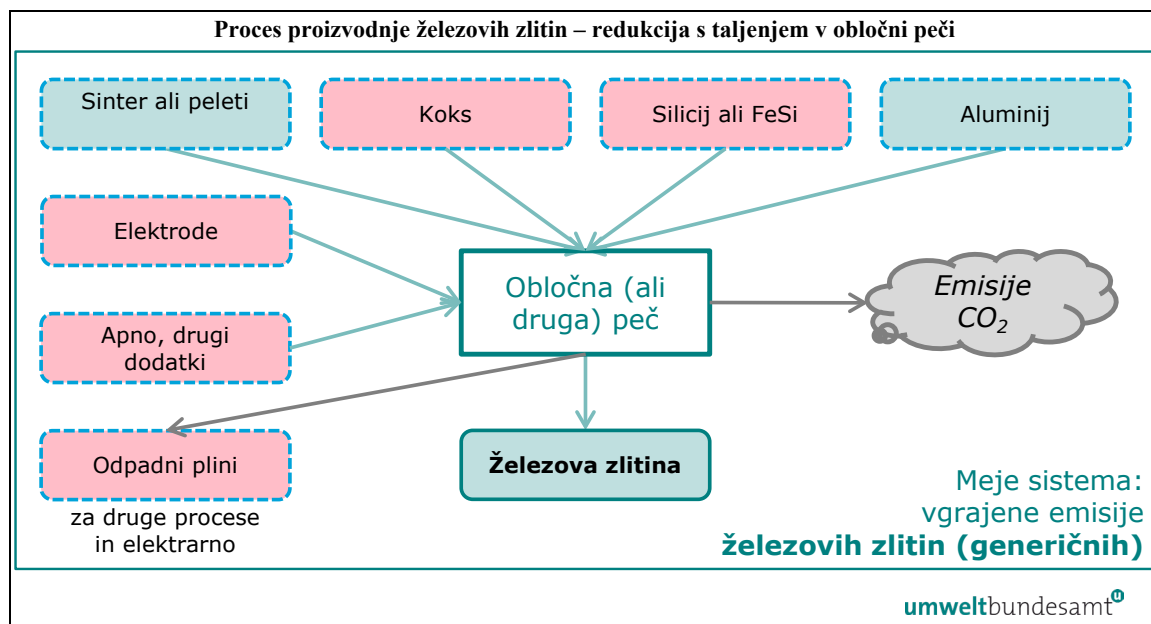 Proces proizvodnje železovih zlitin – redukcija s taljenjem v obločni peči
Sinter ali peleti
Koks
Silicij ali FeSi
Aluminij
Elektrode
Obločna (ali
druga) peč
Emisije
CO₂
Apno, drugi
dodatki
Odpadni plini
za druge procese
in elektrarno
Železova zlitina
Meje sistema:
vgrajene emisije
železovih zlitin (generičnih)
umweltbundesamt